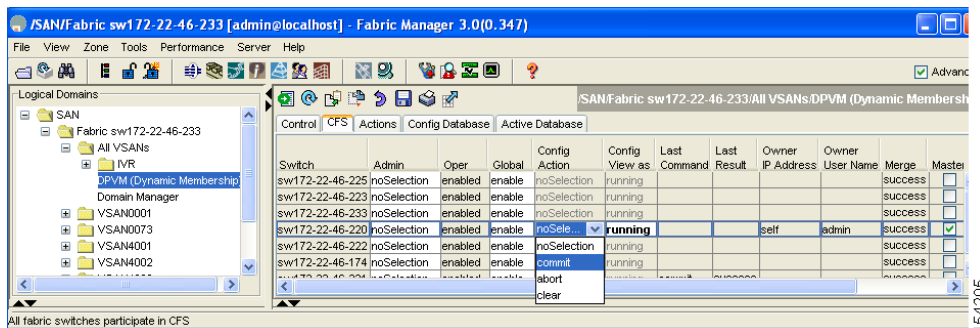 /SAN/Fabric sw172-22-46-233 [admin@localhost] - Fabric Manager 3.0(0.347)
File View Zone Tools Performance Server Help
Advanc
Logical Domains
SAN
Fabric sw172-22-46-233
All VSANs
IVR
DPVM (Dynamic Membership)
Domain Manager
VSAN0001
VSAN0073
VSAN4001
VSAN4002
/SAN/Fabric sw172-22-46-233/All VSANs/DPVM (Dynamic Membersh
Control CFS Actions Config Database Active Database
Switch Admin Oper Global Config Action Config View as Last Command Last Result Owner IP Address Owner User Name Merge Master
sw172-22-46-225 noSelection enabled enable noSelection running success
sw172-22-46-223 noSelection enabled enable noSelection running success
sw172-22-46-233 noSelection enabled enable noSelection running success
sw172-22-46-220 noSelection enabled enable noSele... running self admin success
sw172-22-46-222 noSelection enabled enable running success
sw172-22-46-174 noSelection enabled enable running success
noSelection
commit
abort
clear
All fabric switches participate in CFS